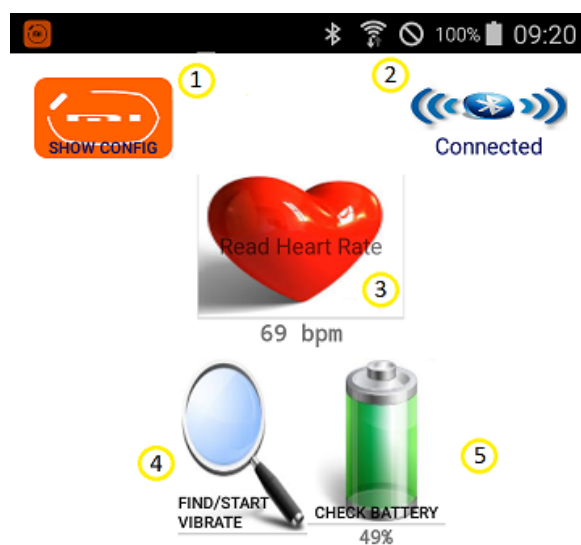 100% 09:20
1
2
SHOW CONFIG
Connected
Read Heart Rate
3
69 bpm
4
5
FIND/START
VIBRATE
CHECK BATTERY
49%